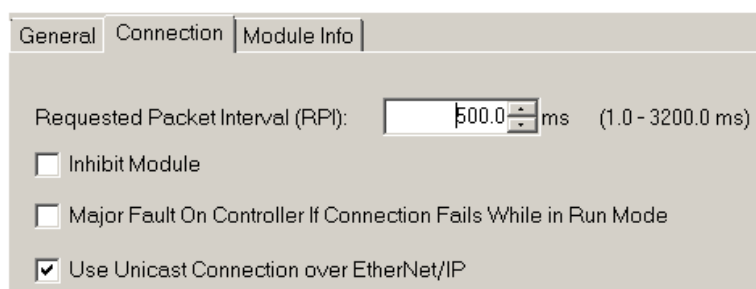 General Connection Module Info
Requested Packet Interval (RPI): 500.0 ms (1.0 - 3200.0 ms)
Inhibit Module
Major Fault On Controller If Connection Fails While in Run Mode
Use Unicast Connection over EtherNet/IP